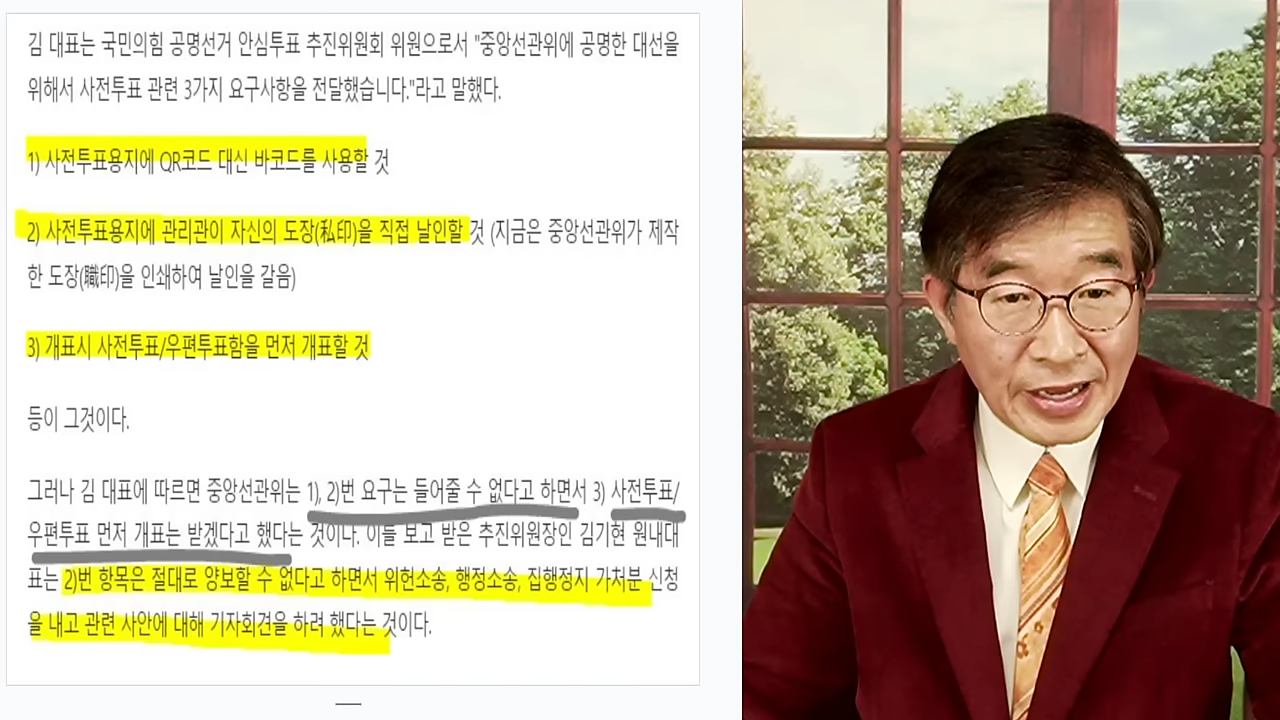 김 대표는 국민의힘 공명선거 안심투표 추진위원회 위원으로서 "중앙선관위에 공명한 대선을
위해서 사전투표 관련 3가지 요구사항을 전달했습니다."라고 말했다.
1) 사전투표용지에 QR코드 대신 바코드를 사용할 것
2) 사전투표용지에 관리관이 자신의 도장(私印)을 직접 날인할 것 (지금은 중앙선관위가 제작
한 도장(職印)을 인쇄하여 날인을 갈음)
3) 개표시 사전투표/우편투표함을 먼저 개표할 것
등이 그것이다.
그러나 김 대표에 따르면 중앙선관위는 1), 2)번 요구는 들어줄 수 없다고 하면서 3) 사전투표/
우편투표 먼저 개표는 받겠다고 했다는 것이다. 이를 보고 받은 추진위원장인 김기현 원내대
표는 2)번 항목은 절대로 양보할 수 없다고 하면서 위헌소송, 행정소송, 집행정지 가처분 신청
을 내고 관련 사안에 대해 기자회견을 하려 했다는 것이다.